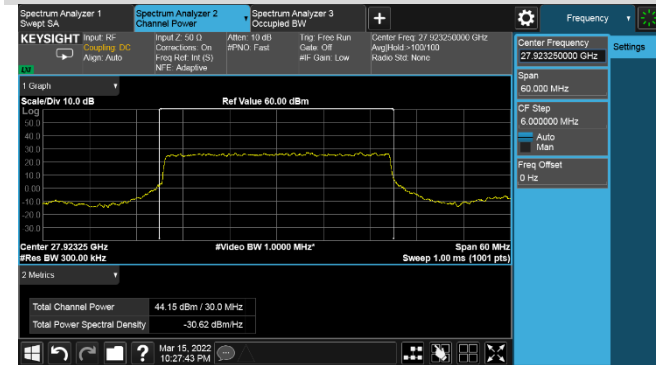 Spectrum Analyzer 1
Swept SA
Spectrum Analyzer 2
Channel Power
Spectrum Analyzer 3
Occupied BW
+
Frequency
KEYSIGHT
Input: RF
Coupling: DC
Align: Auto
Input Z: 50 Ω
Corrections: On
Freq Ref: Int (S)
NFE: Adaptive
Atten: 10 dB
#PNO: Fast
Trig: Free Run
Gate: Off
#IF Gain: Low
Center Freq: 27.923250000 GHz
Avg|Hold >100/100
Radio Std: None
Center Frequency
27.923250000 GHz
Settings
Span
60.000 MHz
CF Step
6.000000 MHz
Auto
Man
Freq Offset
0 Hz
1 Graph
Scale/Div 10.0 dB
Ref Value 60.00 dBm
Log
50.0
40.0
30.0
20.0
10.0
0.00
-10.0
-20.0
-30.0
Center 27.92325 GHz
#Video BW 1.0000 MHz*
Span 60 MHz
#Res BW 300.00 kHz
Sweep 1.00 ms (1001 pts)
2 Metrics
Total Channel Power 44.15 dBm / 30.0 MHz
Total Power Spectral Density -30.62 dBm/Hz
?
Mar 15, 2022
10:27:43 PM